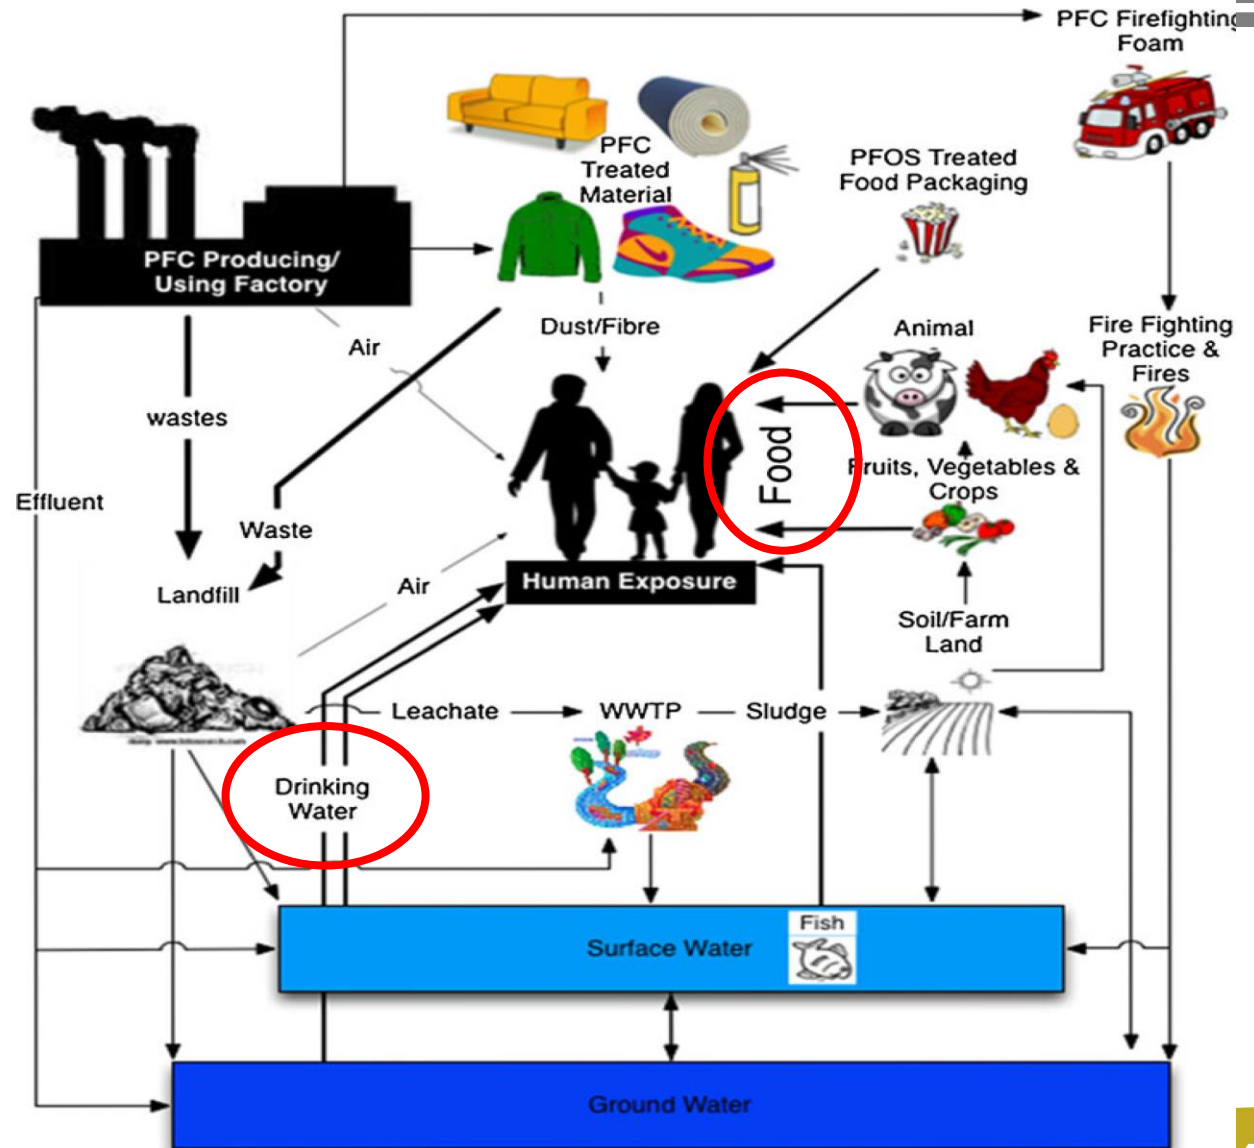 PFC Firefighting
Foam
PFC
Treated
Material
PFOS Treated
Food Packaging
PFC Producing/
Using Factory
Dust/Fibre
Animal
Fire Fighting
Practice &
Fires
Air
wastes
Food
Fruits, Vegetables &
Crops
Effluent
Waste
Landfill
Air
Human Exposure
Soil/Farm
Land
Leachate
WWTP
Sludge
Drinking
Water
Fish
Surface Water
Ground Water